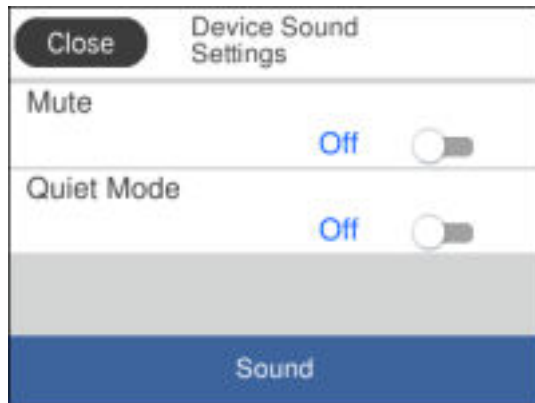 Close
Device Sound
Settings
Mute
Off
Quiet Mode
Off
Sound